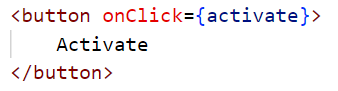 <button onClick={activate}>
    Activate
</button>